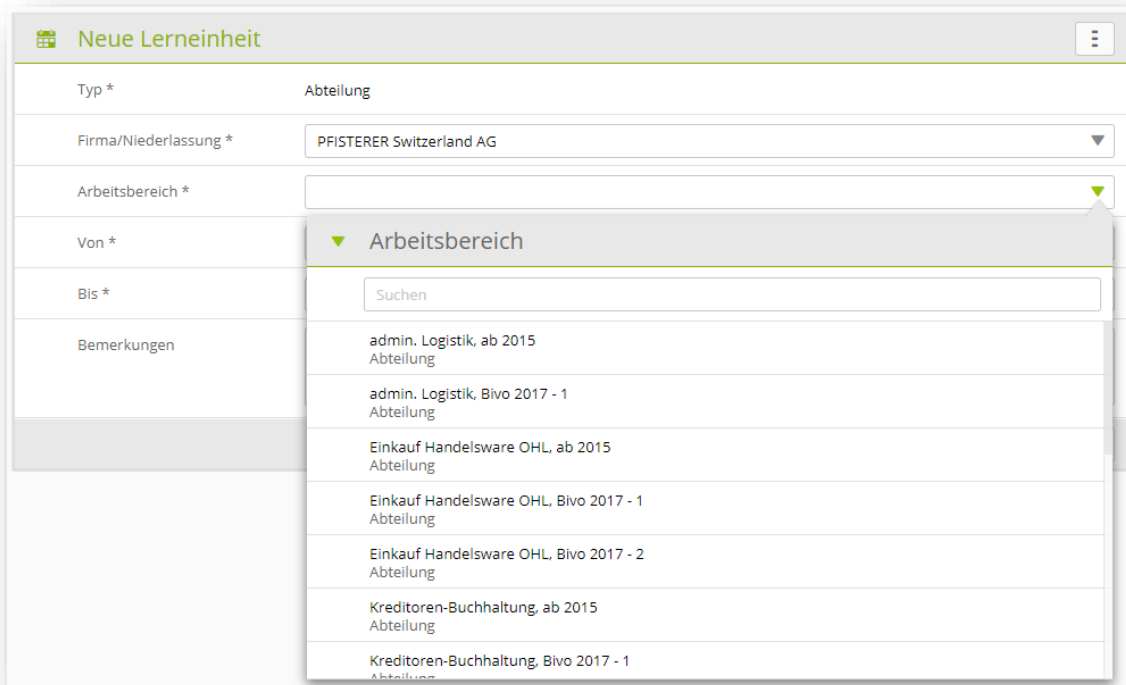 Neue Lerneinheit
Typ * Abteilung
Firma/Niederlassung * PFISTERER Switzerland AG
Arbeitsbereich *
Von * Arbeitsbereich
Bis * Suchen
Bemerkungen
admin. Logistik, ab 2015
Abteilung
admin. Logistik, Bivo 2017 - 1
Abteilung
Einkauf Handelsware OHL, ab 2015
Abteilung
Einkauf Handelsware OHL, Bivo 2017 - 1
Abteilung
Einkauf Handelsware OHL, Bivo 2017 - 2
Abteilung
Kreditoren-Buchhaltung, ab 2015
Abteilung
Kreditoren-Buchhaltung, Bivo 2017 - 1
Abteilung